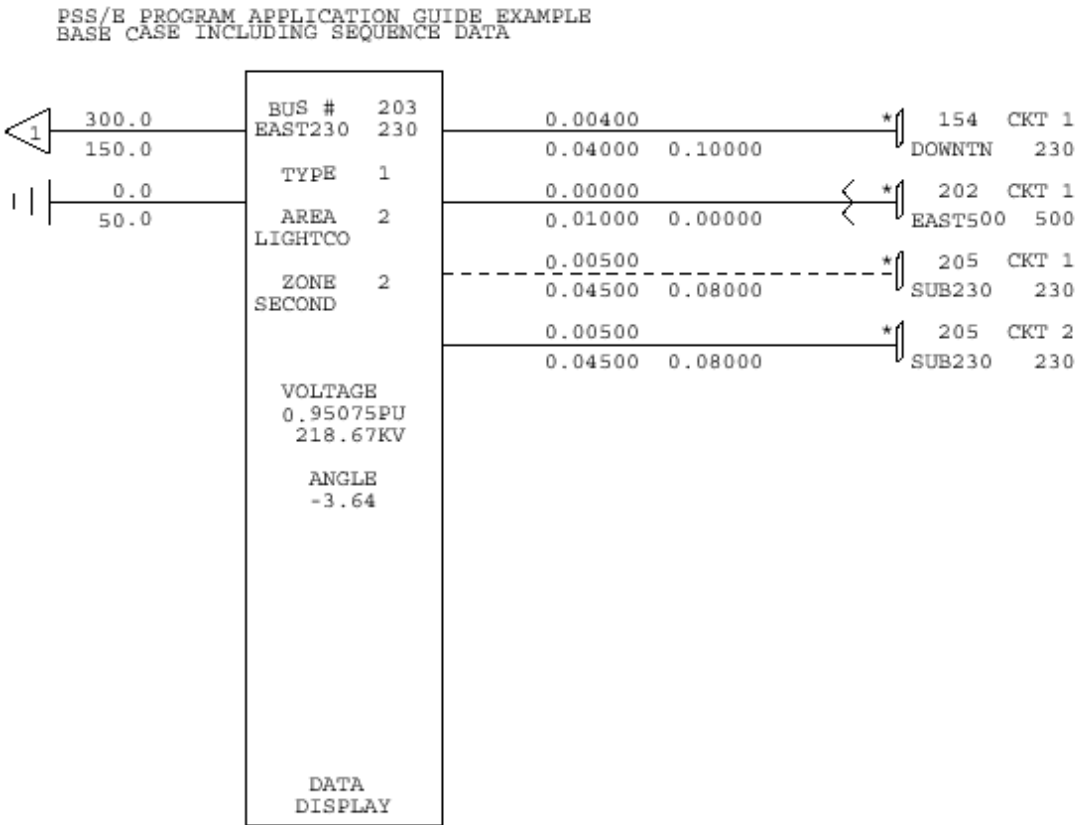 PSS/E PROGRAM APPLICATION GUIDE EXAMPLE
BASE CASE INCLUDING SEQUENCE DATA
1
300.0
150.0
0.0
50.0
BUS # 203
EAST230 230
TYPE 1
AREA 2
LIGHTCO
ZONE 2
SECOND
VOLTAGE
0.95075PU
218.67KV
ANGLE
-3.64
DATA
DISPLAY
0.00400 * 154 CKT 1
0.04000 0.10000 DOWNTN 230
0.00000 * 202 CKT 1
0.01000 0.00000 EAST500 500
0.00500 * 205 CKT 1
0.04500 0.08000 SUB230 230
0.00500 * 205 CKT 2
0.04500 0.08000 SUB230 230